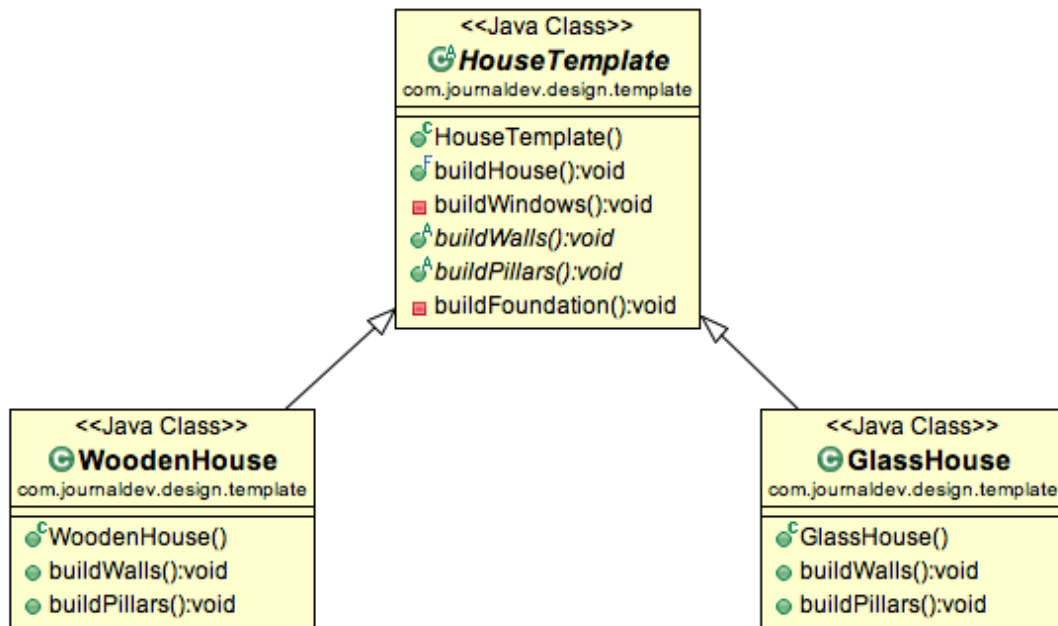 <<Java Class>>
HouseTemplate
com.journaldev.design.template
HouseTemplate()
buildHouse():void
buildWindows():void
buildWalls():void
buildPillars():void
buildFoundation():void
<<Java Class>>
WoodenHouse
com.journaldev.design.template
WoodenHouse()
buildWalls():void
buildPillars():void
<<Java Class>>
GlassHouse
com.journaldev.design.template
GlassHouse()
buildWalls():void
buildPillars():void